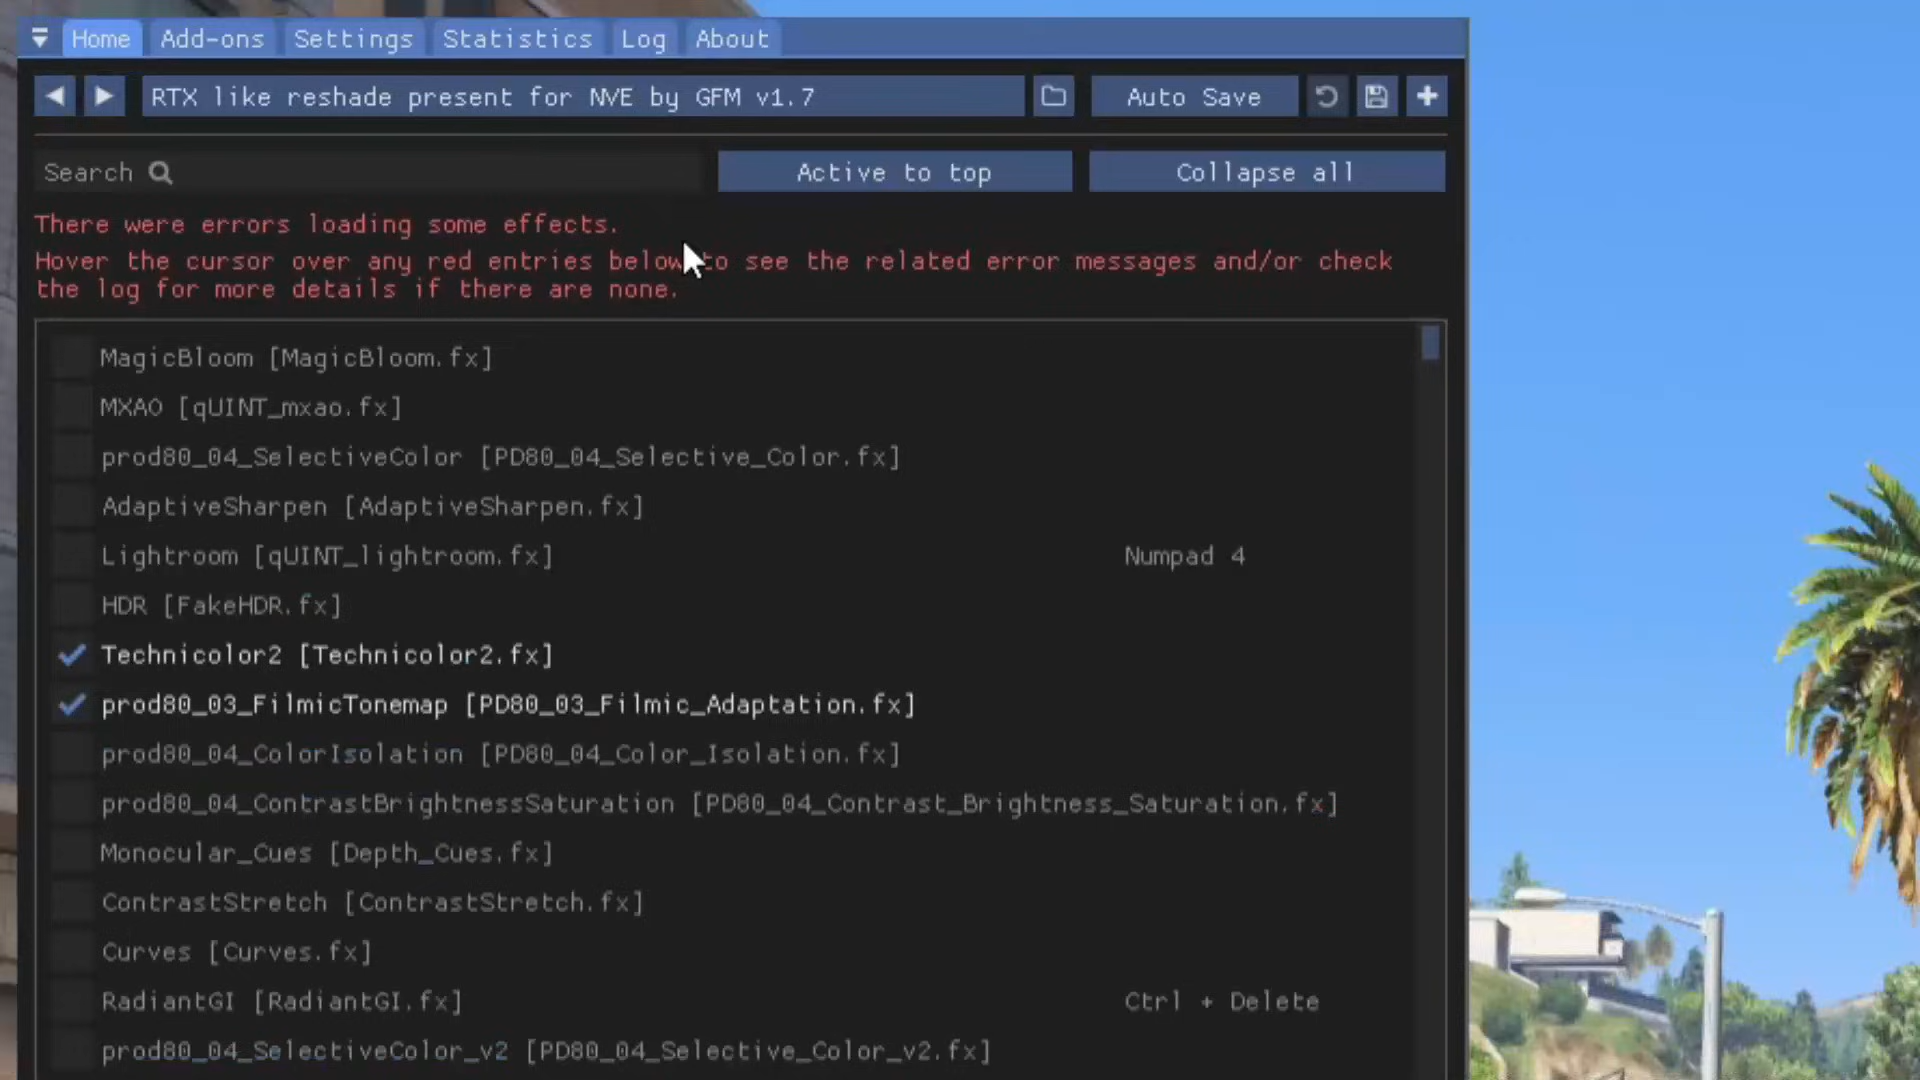 Home Add-ons Settings Statistics Log About
RTX like reshade present for NVE by GFM v1.7 Auto Save
Search Active to top Collapse all
There were errors loading some effects.
Hover the cursor over any red entries below to see the related error messages and/or check
the log for more details if there are none.
MagicBloom [MagicBloom.fx]
MXAO [qUINT_mxao.fx]
prod80_04_SelectiveColor [PD80_04_Selective_Color.fx]
AdaptiveSharpen [AdaptiveSharpen.fx]
Lightroom [qUINT_lightroom.fx] Numpad 4
HDR [FakeHDR.fx]
Technicolor2 [Technicolor2.fx]
prod80_03_FilmicTonemap [PD80_03_Filmic_Adaptation.fx]
prod80_04_ColorIsolation [PD80_04_Color_Isolation.fx]
prod80_04_ContrastBrightnessSaturation [PD80_04_Contrast_Brightness_Saturation.fx]
Monocular_Cues [Depth_Cues.fx]
ContrastStretch [ContrastStretch.fx]
Curves [Curves.fx]
RadiantGI [RadiantGI.fx] Ctrl + Delete
prod80_04_SelectiveColor_v2 [PD80_04_Selective_Color_v2.fx]